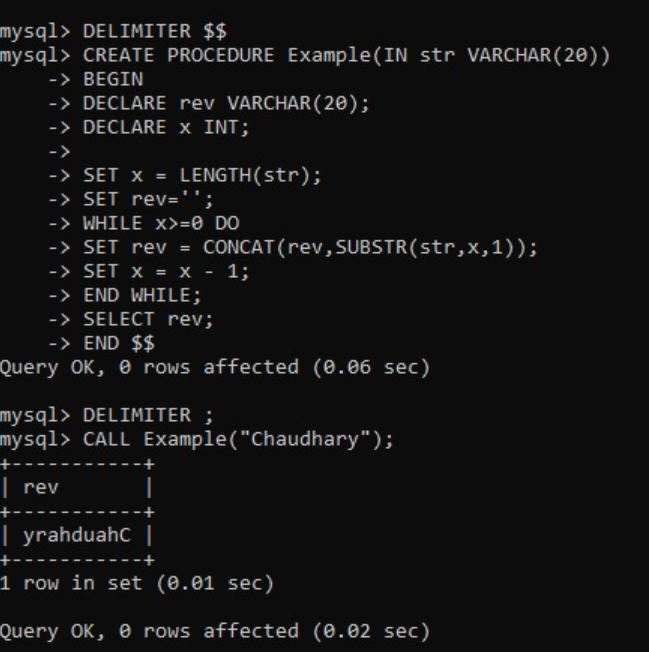 mysql> DELIMITER $$
mysql> CREATE PROCEDURE Example(IN str VARCHAR(20))
    -> BEGIN
    -> DECLARE rev VARCHAR(20);
    -> DECLARE x INT;
    ->
    -> SET x = LENGTH(str);
    -> SET rev='';
    -> WHILE x>=0 DO
    -> SET rev = CONCAT(rev,SUBSTR(str,x,1));
    -> SET x = x - 1;
    -> END WHILE;
    -> SELECT rev;
    -> END $$
Query OK, 0 rows affected (0.06 sec)

mysql> DELIMITER ;
mysql> CALL Example("Chaudhary");
+-----------+
| rev       |
+-----------+
| yrahduahC |
+-----------+
1 row in set (0.01 sec)

Query OK, 0 rows affected (0.02 sec)